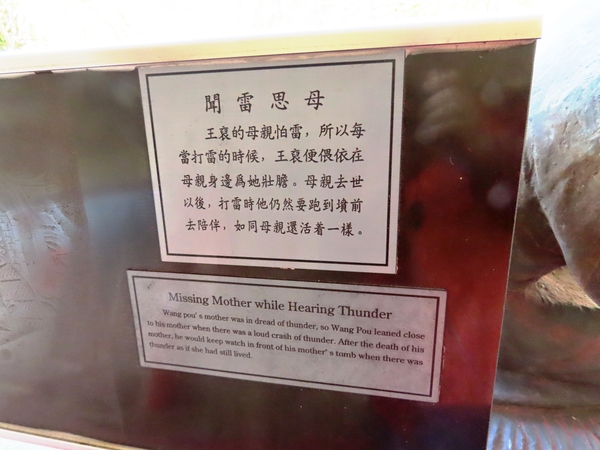 聞雷思母
王裒的母親怕雷，所以每
當打雷的時候，王裒便偎依在
母親身邊爲她壯膽。母親去世
以後，打雷時他仍然要跑到墳前
去陪伴，如同母親還活着一樣。
Missing Mother while Hearing Thunder
Wang pou's mother was in dread of thunder, so Wang Pou leaned close
to his mother when there was a loud crash of thunder. After the death of his
mother, he would keep watch in front of his mother's tomb when there was
thunder as if she had still lived.